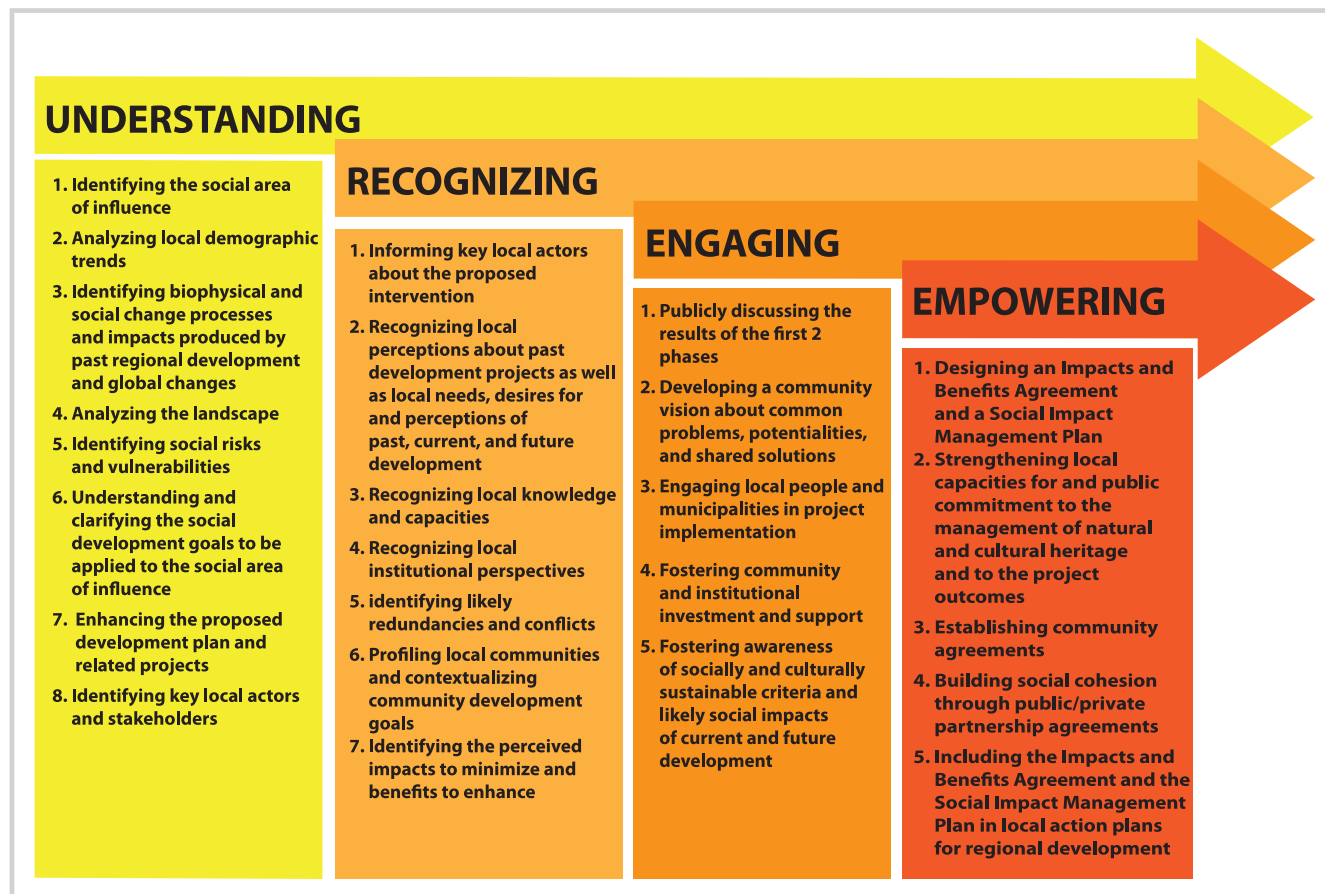 UNDERSTANDING
1. Identifying the social area
of influence
2. Analyzing local demographic
trends
3. Identifying biophysical and
social change processes
and impacts produced by
past regional development
and global changes
4. Analyzing the landscape
5. Identifying social risks
and vulnerabilities
6. Understanding and
clarifying the social
development goals to be
applied to the social area
of influence
7. Enhancing the proposed
development plan and
related projects
8. Identifying key local actors
and stakeholders
RECOGNIZING
1. Informing key local actors
about the proposed
intervention
2. Recognizing local
perceptions about past
development projects as well
as local needs, desires for
and perceptions of
past, current, and future
development
3. Recognizing local knowledge
and capacities
4. Recognizing local
institutional perspectives
5. identifying likely
redundancies and conflicts
6. Profiling local communities
and contextualizing
community development
goals
7. Identifying the perceived
impacts to minimize and
benefits to enhance
ENGAGING
1. Publicly discussing the
results of the first 2
phases
2. Developing a community
vision about common
problems, potentialities,
and shared solutions
3. Engaging local people and
municipalities in project
implementation
4. Fostering community
and institutional
investment and support
5. Fostering awareness
of socially and culturally
sustainable criteria and
likely social impacts
of current and future
development
EMPOWERING
1. Designing an Impacts and
Benefits Agreement
and a Social Impact
Management Plan
2. Strengthening local
capacities for and public
commitment to the
management of natural
and cultural heritage
and to the project
outcomes
3. Establishing community
agreements
4. Building social cohesion
through public/private
partnership agreements
5. Including the Impacts and
Benefits Agreement and the
Social Impact Management
Plan in local action plans
for regional development